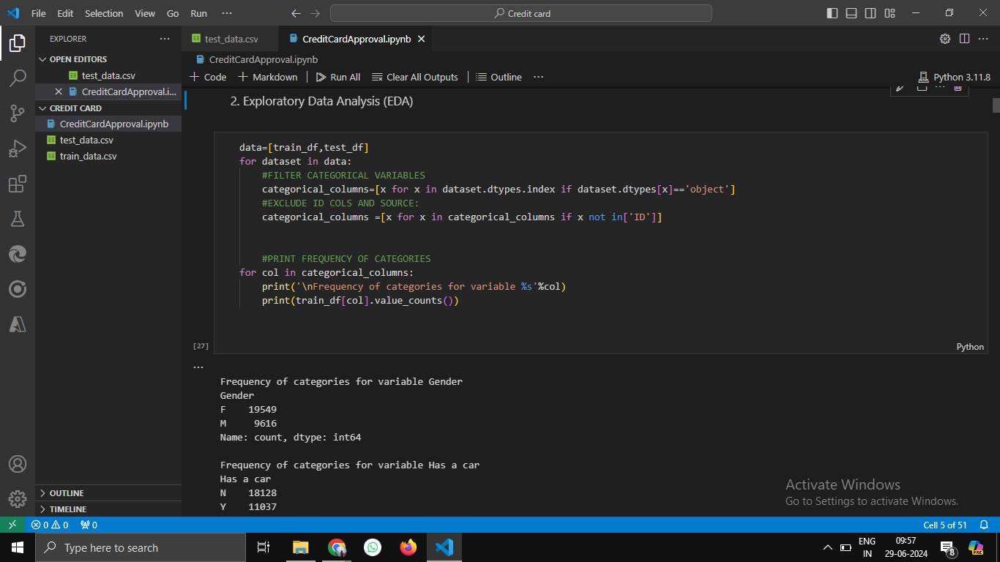 File Edit Selection View Go Run ···
Credit card
EXPLORER
OPEN EDITORS
test_data.csv
CreditCardApproval.i...
CREDIT CARD
CreditCardApproval.ipynb
test_data.csv
train_data.csv
OUTLINE
TIMELINE
test_data.csv
CreditCardApproval.ipynb
CreditCardApproval.ipynb
Code Markdown Run All Clear All Outputs Outline ··· Python 3.11.8
2. Exploratory Data Analysis (EDA)
data=[train_df,test_df]
for dataset in data:
    #FILTER CATEGORICAL VARIABLES
    categorical_columns=[x for x in dataset.dtypes.index if dataset.dtypes[x]=='object']
    #EXCLUDE ID COLS AND SOURCE:
    categorical_columns =[x for x in categorical_columns if x not in['ID']]
    #PRINT FREQUENCY OF CATEGORIES
for col in categorical_columns:
    print('\nFrequency of categories for variable %s'%col)
    print(train_df[col].value_counts())
[27]
Python
...
Frequency of categories for variable Gender
Gender
F    19549
M     9616
Name: count, dtype: int64
Frequency of categories for variable Has a car
Has a car
N    18128
Y    11037
Activate Windows
Go to Settings to activate Windows.
0 0 0
Cell 5 of 51
Type here to search
ENG
IN
09:57
29-06-2024
8
PRE